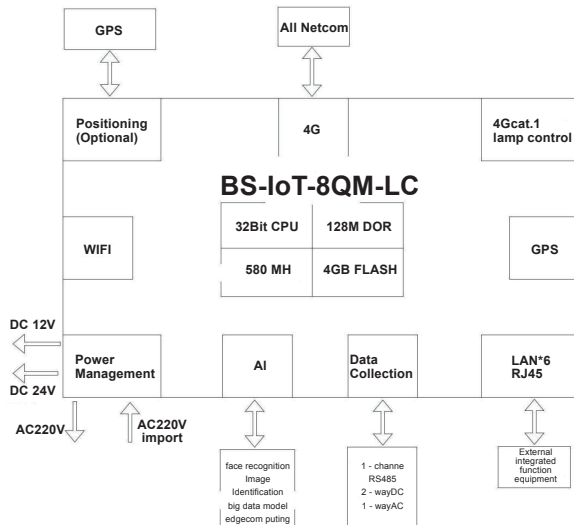 GPS
All Netcom
Positioning
(Optional)
4G
4Gcat.1
lamp control
BS-IoT-8QM-LC
32Bit CPU
128M DOR
580 MH
4GB FLASH
WIFI
GPS
DC 12V
DC 24V
Power
Management
AI
Data
Collection
LAN*6
RJ45
AC220V
AC220V
import
face recognition
Image
Identification
big data model
edgecom puting
1 - channe
RS485
2 - wayDC
1 - wayAC
External
integrated
function
equipment